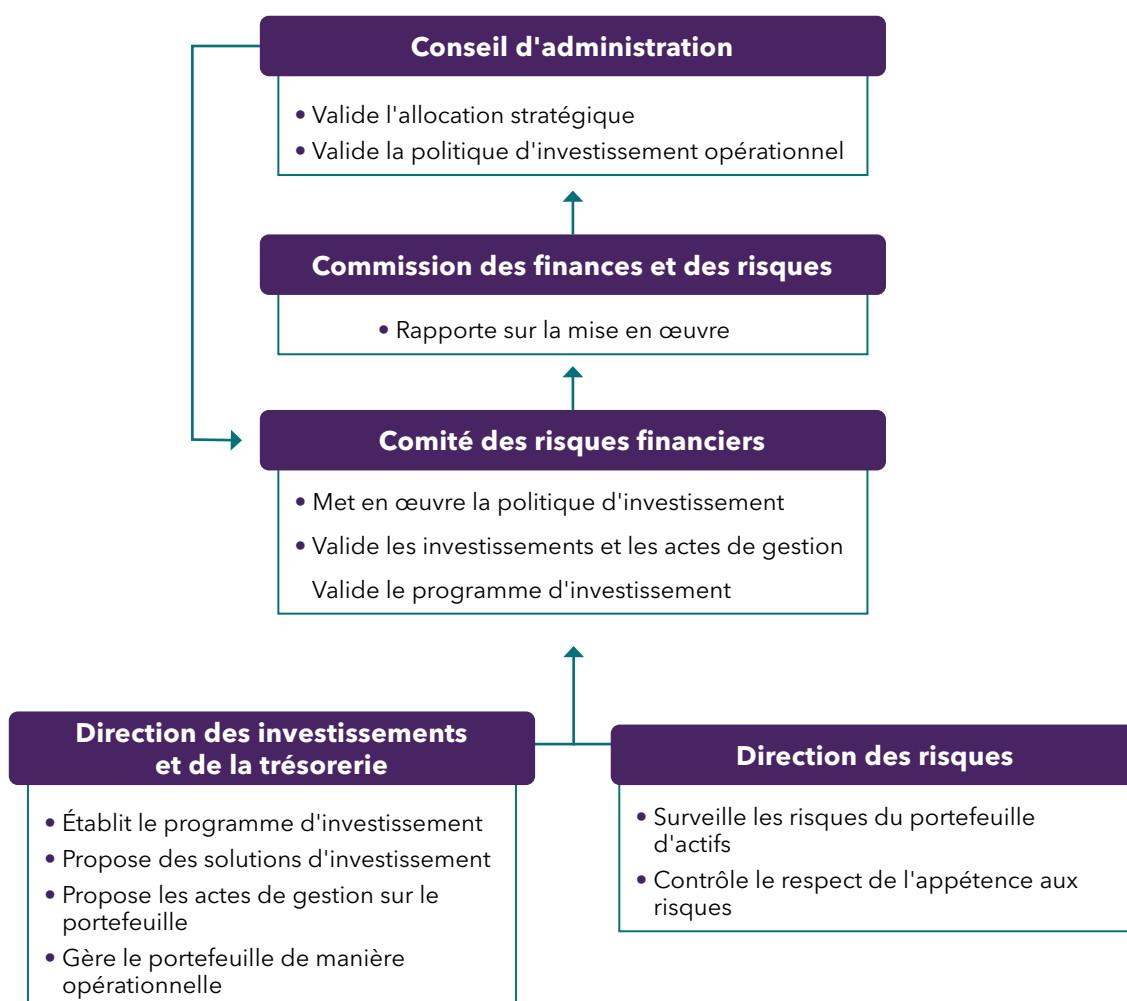 Conseil d'administration
• Valide l'allocation stratégique
• Valide la politique d'investissement opérationnel
Commission des finances et des risques
• Rapporte sur la mise en œuvre
Comité des risques financiers
• Met en œuvre la politique d'investissement
• Valide les investissements et les actes de gestion
Valide le programme d'investissement
Direction des investissements
et de la trésorerie
• Établit le programme d'investissement
• Propose des solutions d'investissement
• Propose les actes de gestion sur le
portefeuille
• Gère le portefeuille de manière
opérationnelle
Direction des risques
• Surveille les risques du portefeuille
d'actifs
• Contrôle le respect de l'appétence aux
risques